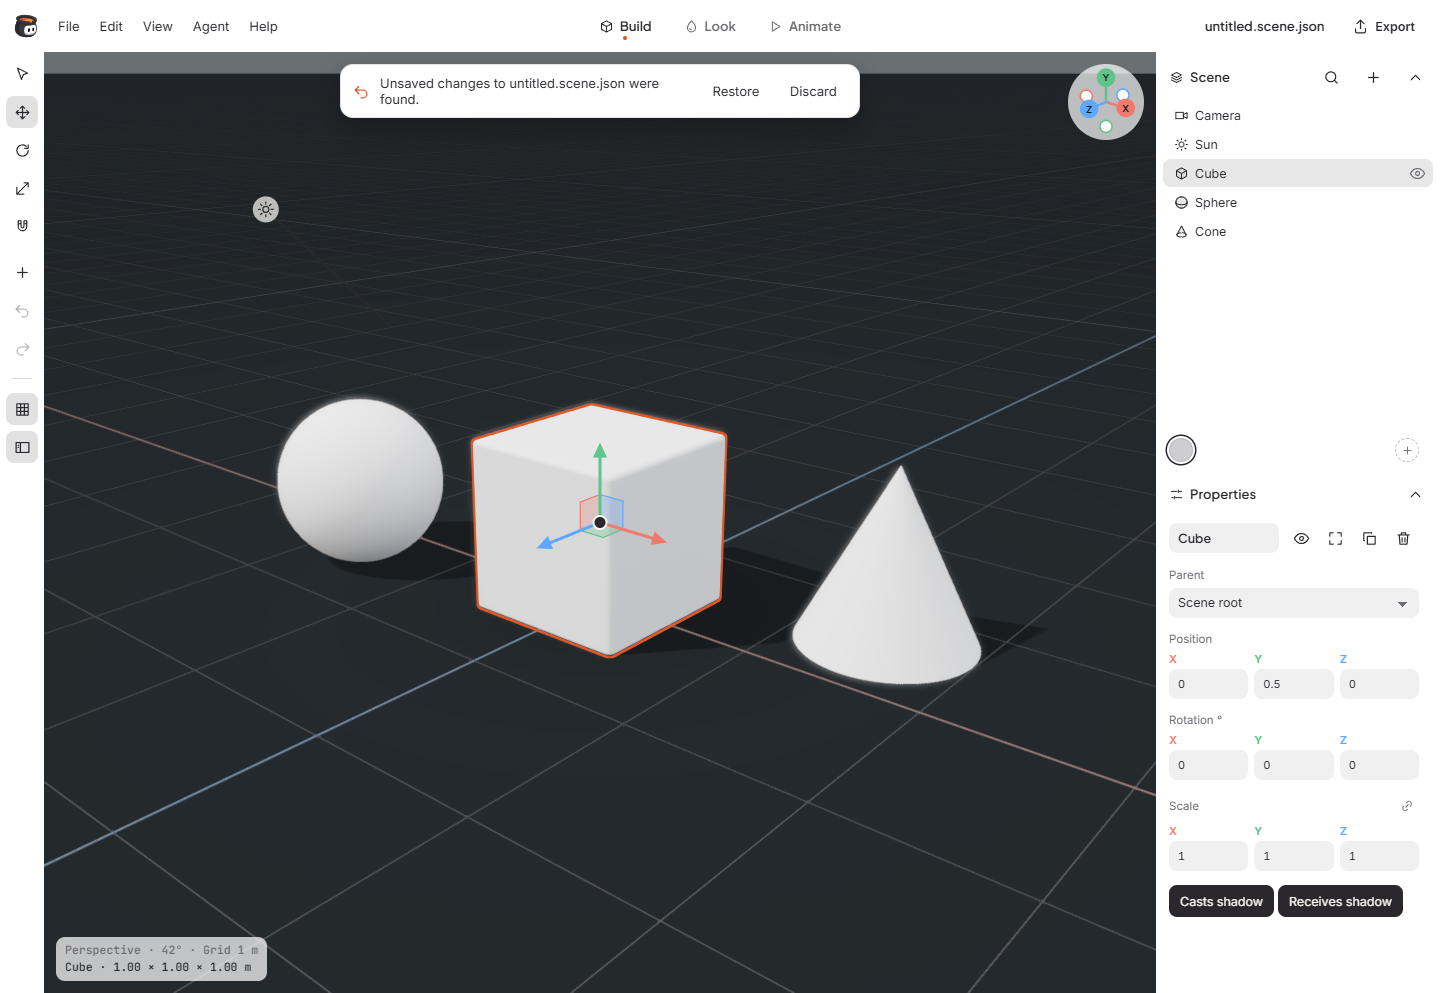 File Edit View Agent Help
Build Look Animate
untitled.scene.json Export
Unsaved changes to untitled.scene.json were
found.
Restore Discard
Y
Z X
Scene
Camera
Sun
Cube
Sphere
Cone
Properties
Cube
Parent
Scene root
Position
X Y Z
0 0.5 0
Rotation °
X Y Z
0 0 0
Scale
X Y Z
1 1 1
Casts shadow Receives shadow
Perspective · 42° · Grid 1 m
Cube · 1.00 × 1.00 × 1.00 m